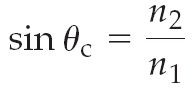 sin θc = n2/n1